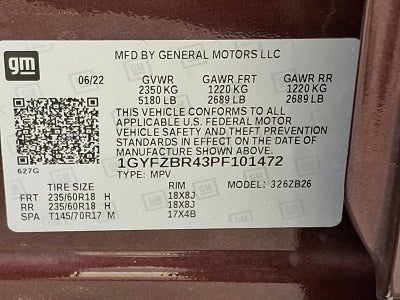 gm
MFD BY GENERAL MOTORS LLC
06/22 GVWR GAWR FRT GAWR RR
2350 KG 1220 KG 1220 KG
5180 LB 2689 LB 2689 LB
THIS VEHICLE CONFORMS TO ALL
APPLICABLE U.S. FEDERAL MOTOR
VEHICLE SAFETY AND THEFT PREVENTION
STANDARDS IN EFFECT ON THE DATE OF
MANUFACTURE SHOWN ABOVE.
1GYFZBR43PF101472
627G TYPE: MPV
RIM MODEL: 326ZB26
FRT 235/60R18 H 18X8J
RR 235/60R18 H 18X8J
SPA T145/70R17 M 17X4B